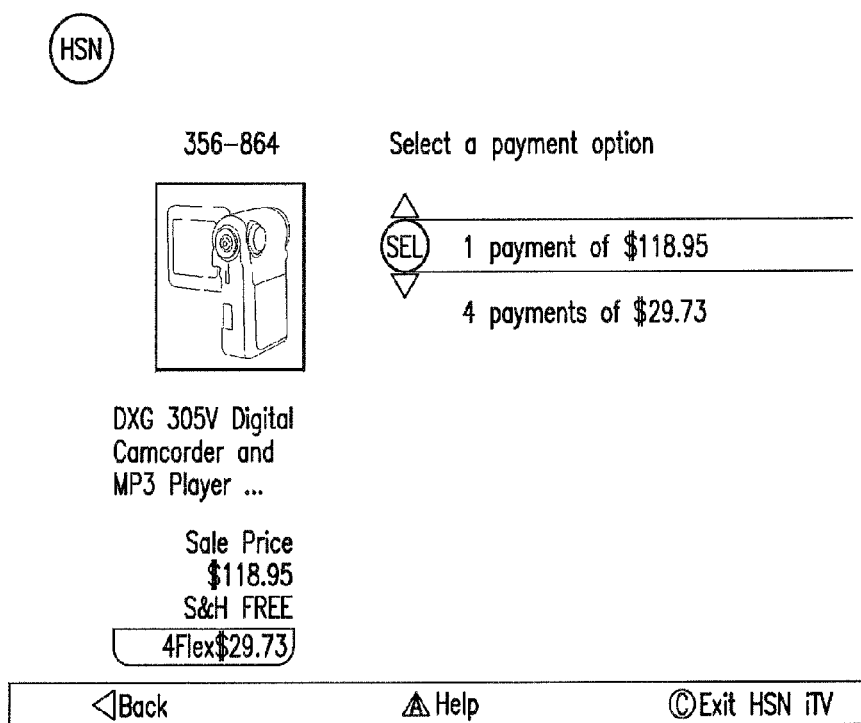 HSN
356-864
Select a payment option
SEL 1 payment of $118.95
4 payments of $29.73
DXG 305V Digital
Camcorder and
MP3 Player ...
Sale Price
$118.95
S&H FREE
4Flex$29.73
Back A Help C Exit HSN iTV